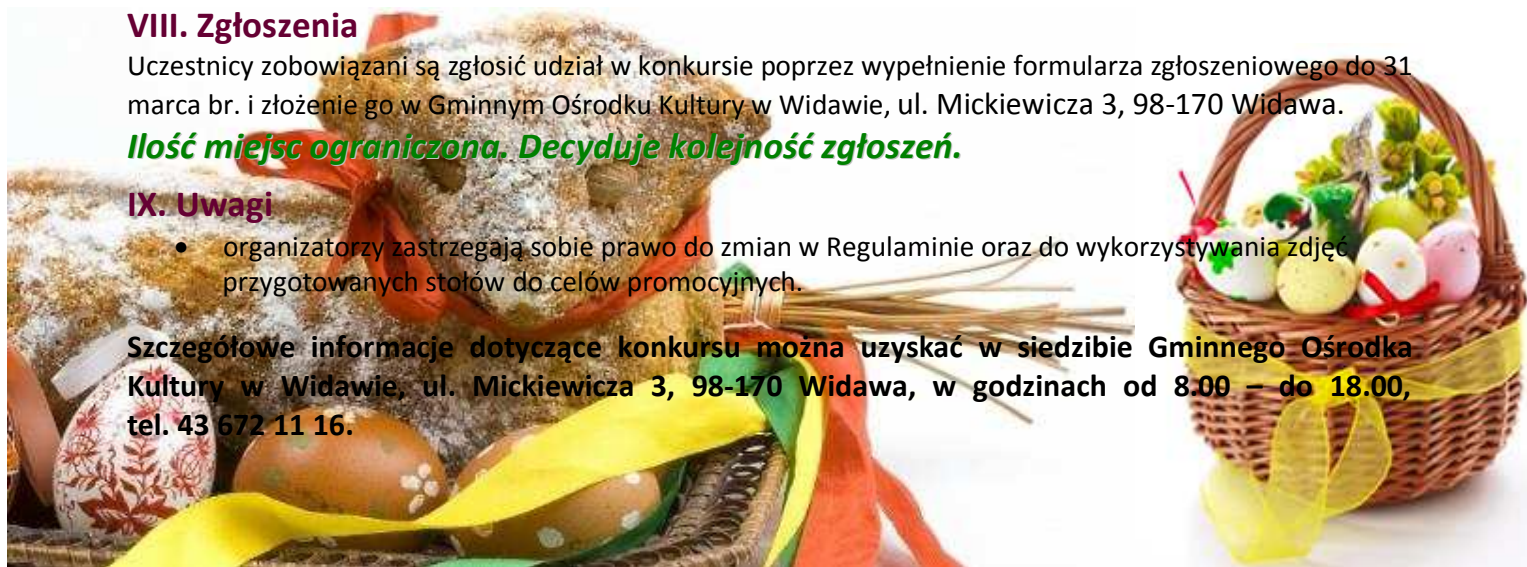 VIII. Zgłoszenia
Uczestnicy zobowiązani są zgłosić udział w konkursie poprzez wypełnienie formularza zgłoszeniowego do 31
marca br. i złożenie go w Gminnym Ośrodku Kultury w Widawie, ul. Mickiewicza 3, 98-170 Widawa.
Ilość miejsc ograniczona. Decyduje kolejność zgłoszeń.
IX. Uwagi
• organizatorzy zastrzegają sobie prawo do zmian w Regulaminie oraz do wykorzystywania zdjęć
przygotowanych stołów do celów promocyjnych.
Szczegółowe informacje dotyczące konkursu można uzyskać w siedzibie Gminnego Ośrodka
Kultury w Widawie, ul. Mickiewicza 3, 98-170 Widawa, w godzinach od 8.00 – do 18.00,
tel. 43 672 11 16.